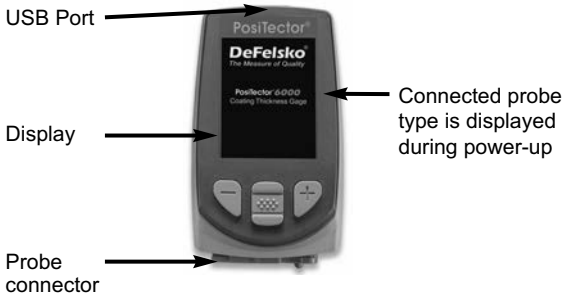 USB Port
PosiTector®
DeFelsko®
The Measure of Quality
PosiTector 6000
Coating Thickness Gage
Connected probe
type is displayed
during power-up
Display
Probe
connector